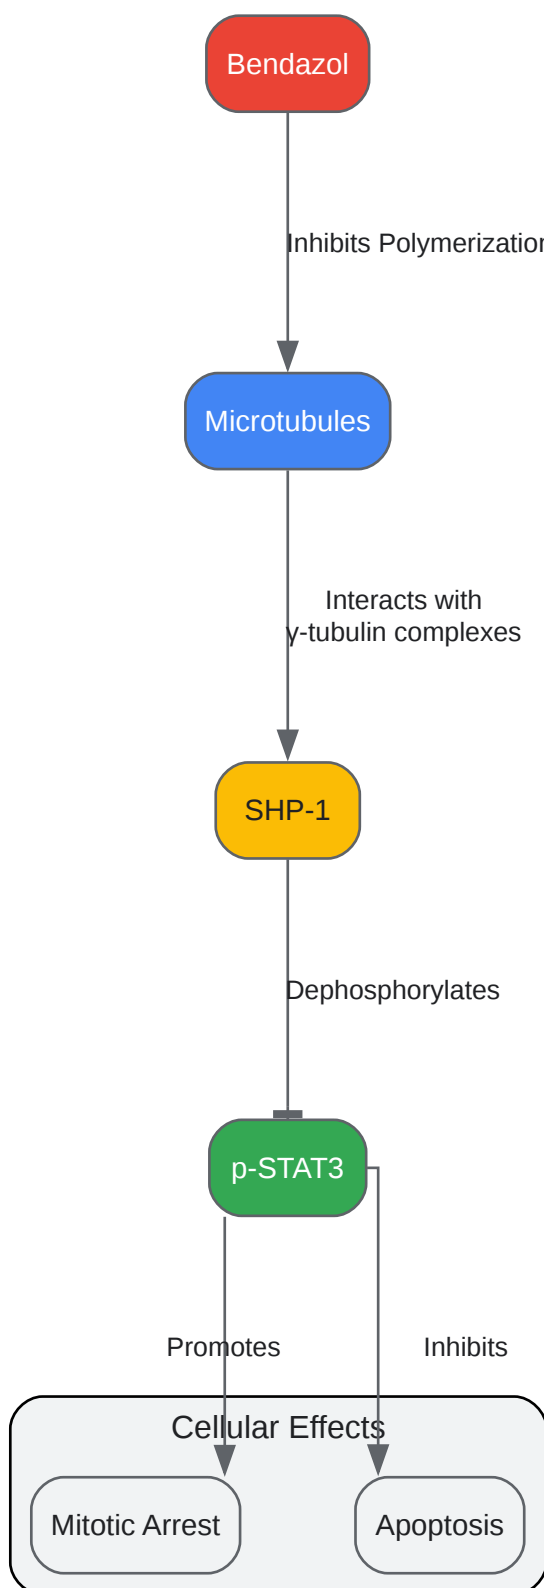 Bendazol
Inhibits Polymerization
Microtubules
Interacts with
γ-tubulin complexes
SHP-1
Dephosphorylates
p-STAT3
Promotes
Inhibits
Cellular Effects
Mitotic Arrest
Apoptosis